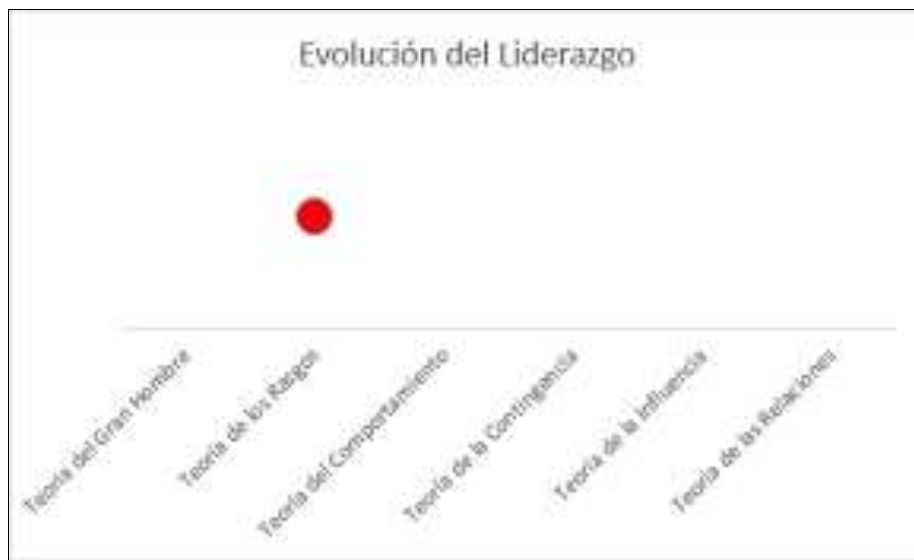 Evolución del Liderazgo
Teoría del Gran Hombre
Teoría de los Rasgos
Teoría del Comportamiento
Teoría de la Contingencia
Teoría de la Influencia
Teoría de las Relaciones